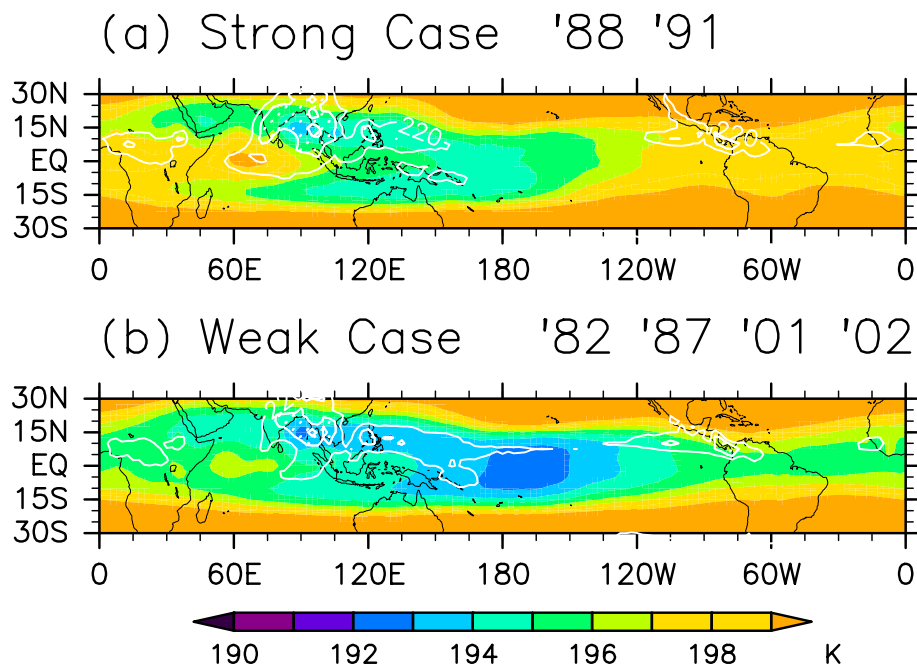 (a) Strong Case '88 '91
30N
15N
EQ
15S
30S
220
220
0 60E 120E 180 120W 60W 0
(b) Weak Case '82 '87 '01 '02
30N
15N
EQ
15S
30S
0 60E 120E 180 120W 60W 0
190 192 194 196 198 K